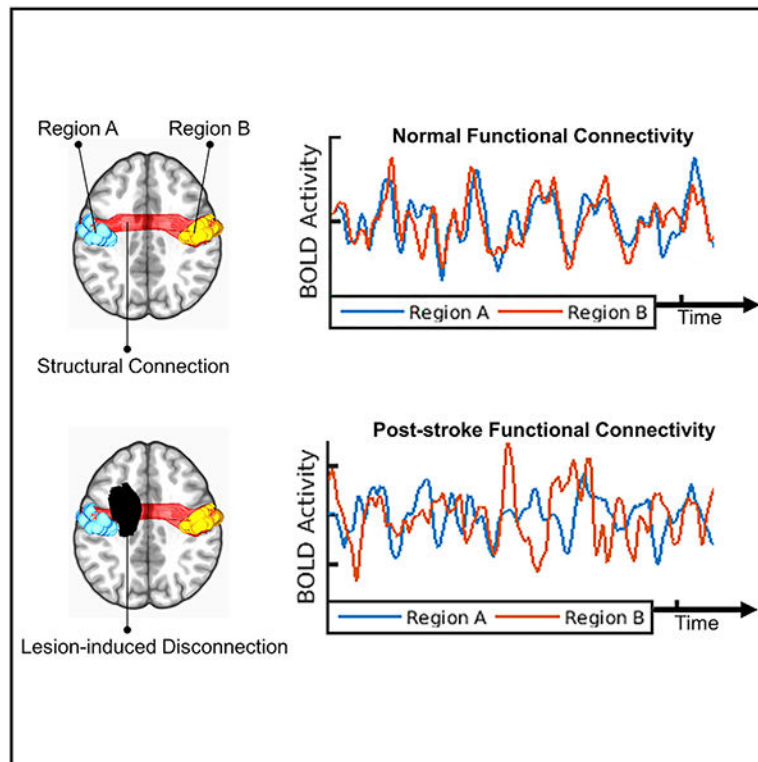 Region A
Region B
Structural Connection
Normal Functional Connectivity
BOLD Activity
Region A
Region B
Time
Lesion-induced Disconnection
Post-stroke Functional Connectivity
BOLD Activity
Region A
Region B
Time